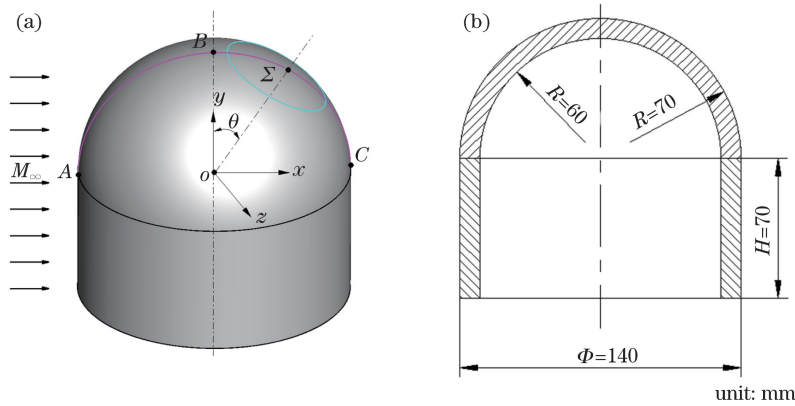 (a)
B
Σ
y
θ
M∞
A
o
x
C
z
(b)
R=60
R=70
H=70
Φ=140
unit: mm